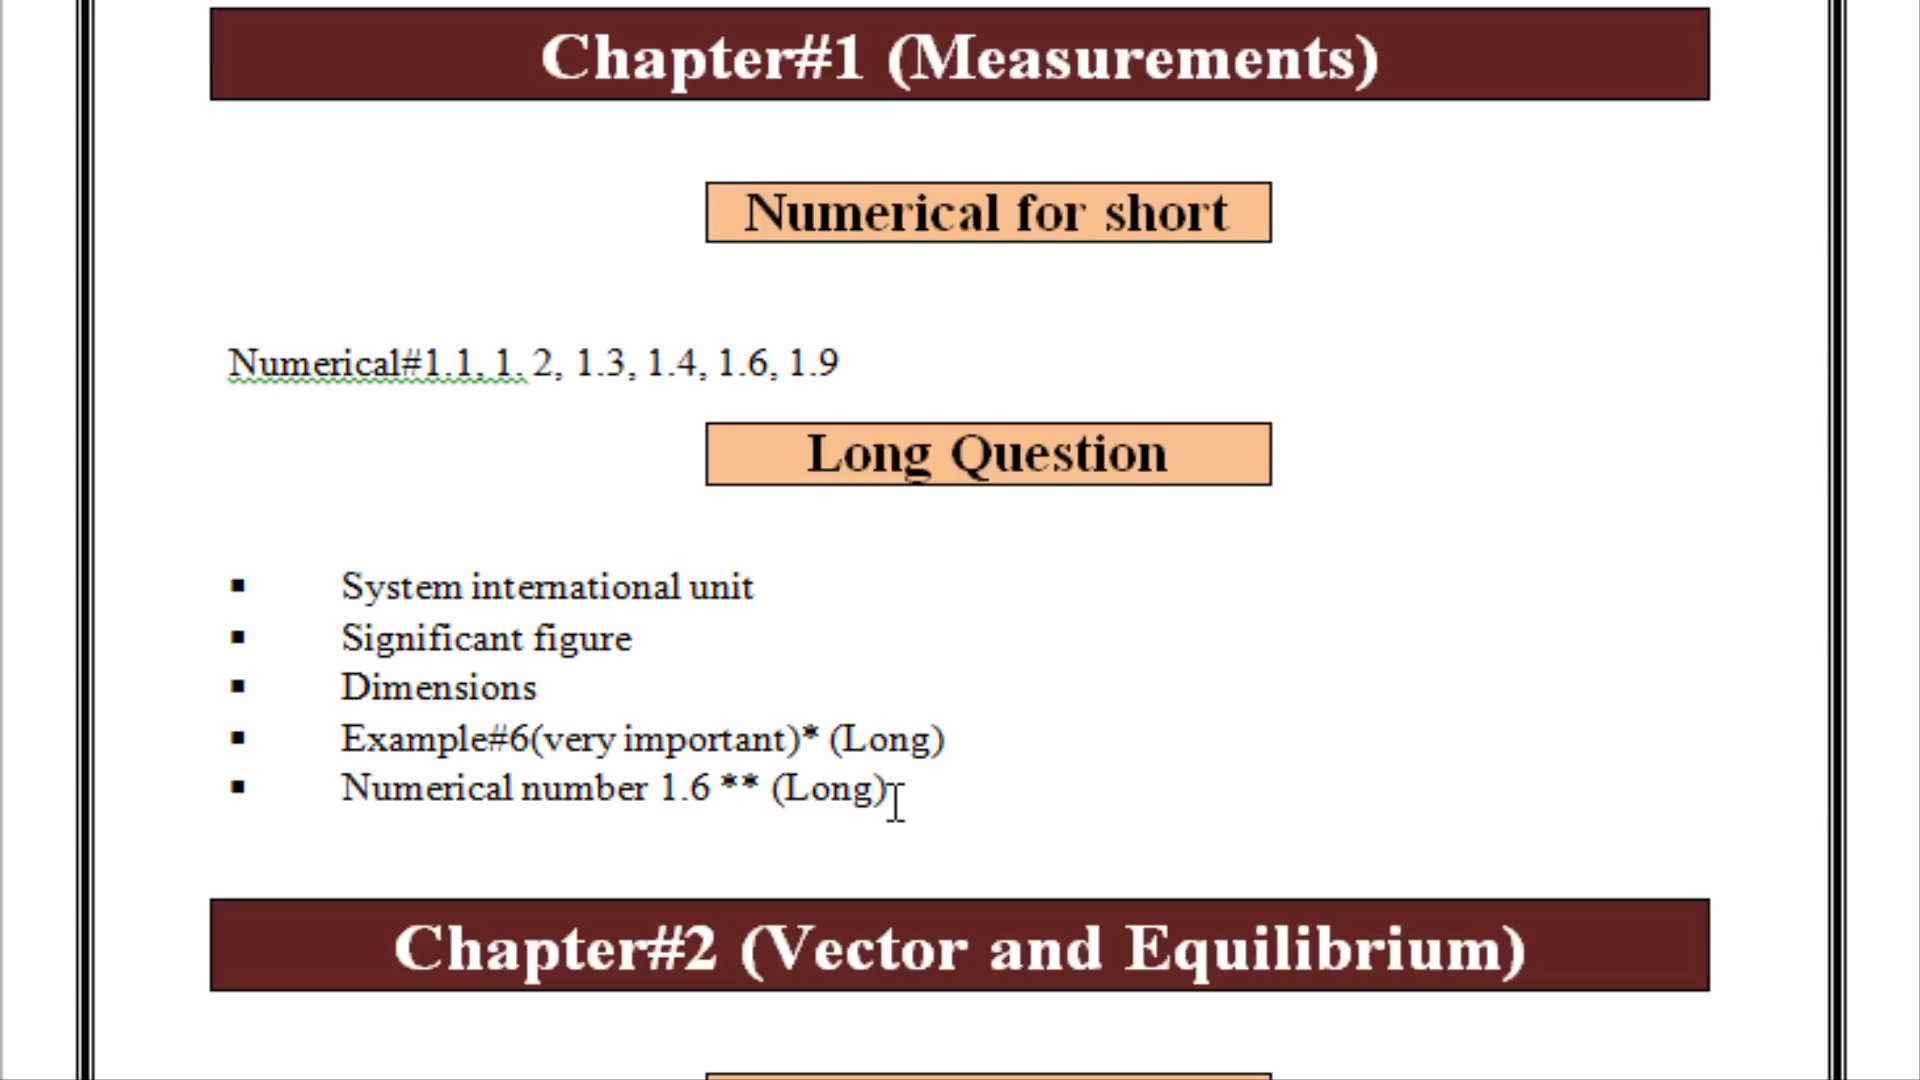 Chapter#1 (Measurements)
Numerical for short
Numerical#1.1, 1. 2, 1.3, 1.4, 1.6, 1.9
Long Question
▪ System international unit
▪ Significant figure
▪ Dimensions
▪ Example#6(very important)* (Long)
▪ Numerical number 1.6 ** (Long)
Chapter#2 (Vector and Equilibrium)